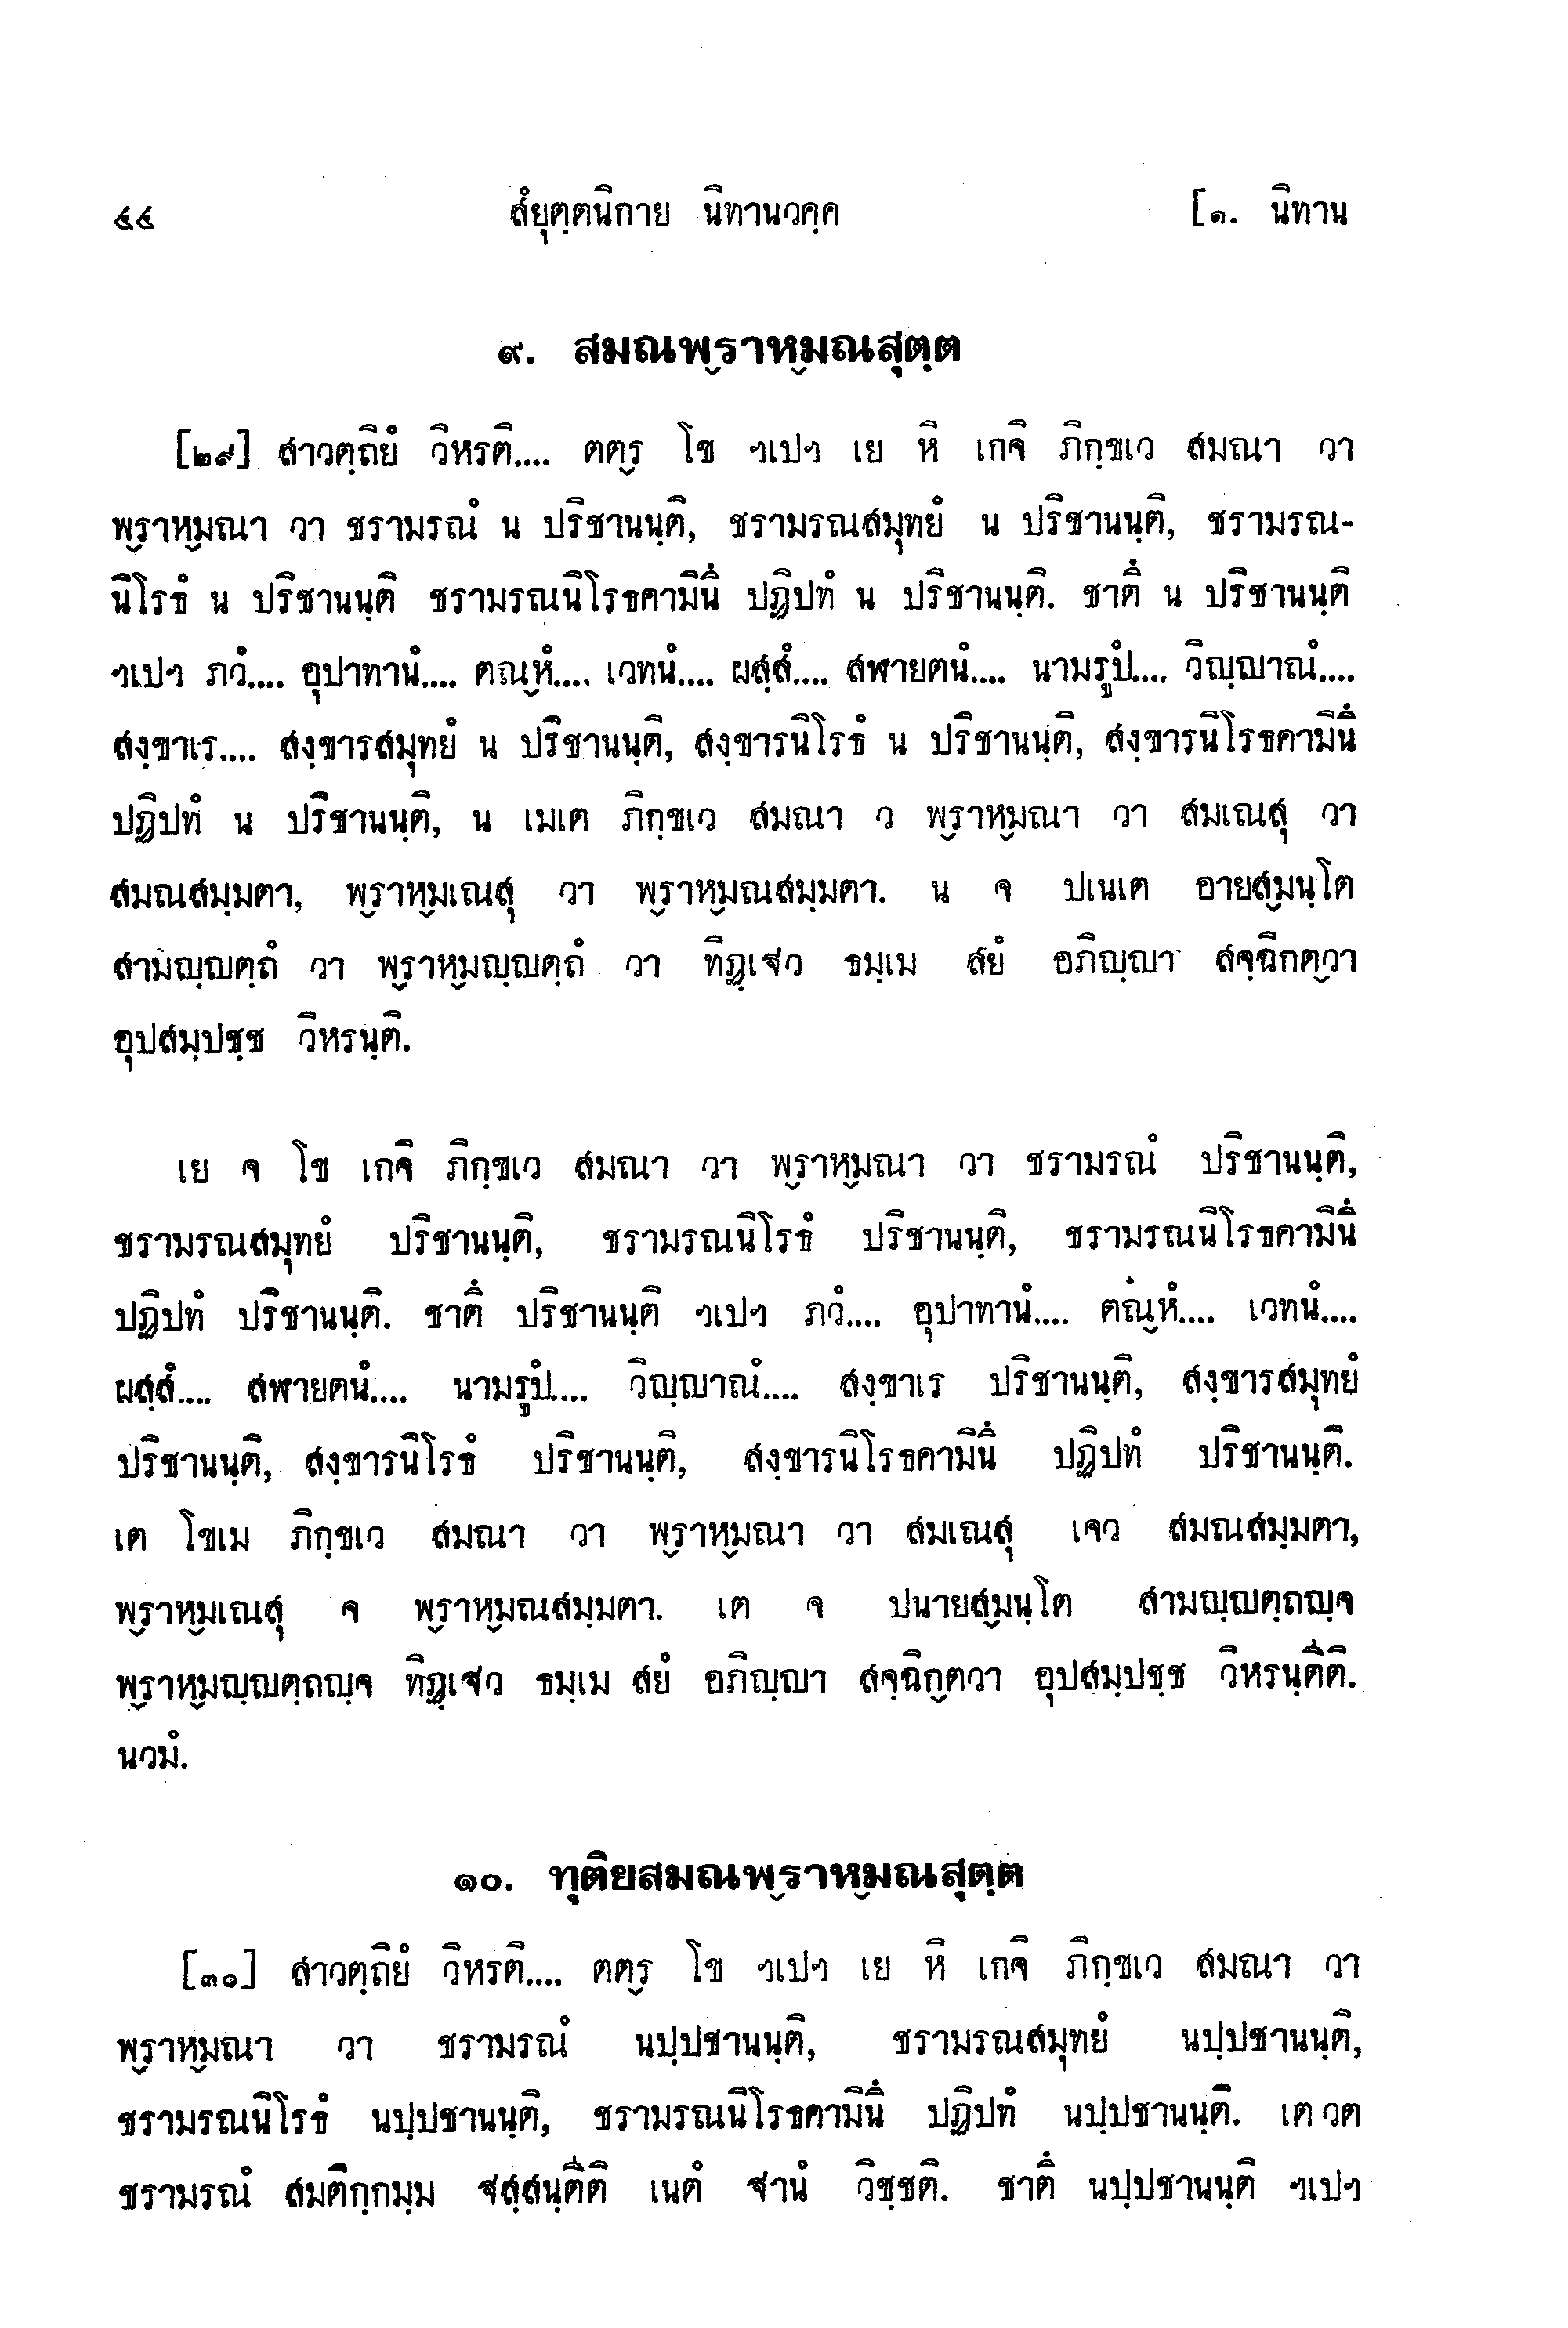 ๔๔ สํยุตฺตนิกาย นิทานวคฺค [๑. นิทาน
๙. สมณพฺราหฺมณสุตฺต
[๒๙] สาวตฺถิยํ วิหรติ.... ตตฺร โข ฯเปฯ เย หิ เกจิ ภิกฺขเว สมณา วา
พฺราหฺมณา วา ชรามรณํ น ปริชานนฺติ, ชรามรณสมุทยํ น ปริชานนฺติ, ชรามรณ-
นิโรธํ น ปริชานนฺติ ชรามรณนิโรธคามินึ ปฏิปทํ น ปริชานนฺติ. ชาตึ น ปริชานนฺติ
ฯเปฯ ภวํ.... อุปาทานํ.... ตณฺหํ.... เวทนํ.... ผสฺสํ.... สฬายตนํ.... นามรูปํ.... วิญฺญาณํ....
สงฺขาเร.... สงฺขารสมุทยํ น ปริชานนฺติ, สงฺขารนิโรธํ น ปริชานนฺติ, สงฺขารนิโรธคามินึ
ปฏิปทํ น ปริชานนฺติ, น เมเต ภิกฺขเว สมณา ว พฺราหฺมณา วา สมเณสุ วา
สมณสมฺมตา, พฺราหฺมเณสุ วา พฺราหฺมณสมฺมตา. น จ ปเนเต อายสฺมนฺโต
สามญฺญตฺถํ วา พฺราหฺมญฺญตฺถํ วา ทิฏฺเฐว ธมฺเม สยํ อภิญฺญา สจฺฉิกตฺวา
อุปสมฺปชฺช วิหรนฺติ.
เย จ โข เกจิ ภิกฺขเว สมณา วา พฺราหฺมณา วา ชรามรณํ ปริชานนฺติ,
ชรามรณสมุทยํ ปริชานนฺติ, ชรามรณนิโรธํ ปริชานนฺติ, ชรามรณนิโรธคามินึ
ปฏิปทํ ปริชานนฺติ. ชาตึ ปริชานนฺติ ฯเปฯ ภวํ.... อุปาทานํ.... ตณฺหํ.... เวทนํ....
ผสฺสํ.... สฬายตนํ.... นามรูปํ.... วิญฺญาณํ.... สงฺขาเร ปริชานนฺติ, สงฺขารสมุทยํ
ปริชานนฺติ, สงฺขารนิโรธํ ปริชานนฺติ, สงฺขารนิโรธคามินึ ปฏิปทํ ปริชานนฺติ.
เต โขเม ภิกฺขเว สมณา วา พฺราหฺมณา วา สมเณสุ เจว สมณสมฺมตา,
พฺราหฺมเณสุ จ พฺราหฺมณสมฺมตา. เต จ ปนายสฺมนฺโต สามญฺญตฺถญฺจ
พฺราหฺมญฺญตฺถญฺจ ทิฏฺเฐว ธมฺเม สยํ อภิญฺญา สจฺฉิกฺตวา อุปสมฺปชฺช วิหรนฺตีติ.
นวมํ.
๑๐. ทุติยสมณพฺราหฺมณสุตฺต
[๓๐] สาวตฺถิยํ วิหรติ.... ตตฺร โข ฯเปฯ เย หิ เกจิ ภิกฺขเว สมณา วา
พฺราหฺมณา วา ชรามรณํ นปฺปชานนฺติ, ชรามรณสมุทยํ นปฺปชานนฺติ,
ชรามรณนิโรธํ นปฺปชานนฺติ, ชรามรณนิโรธคามินึ ปฏิปทํ นปฺปชานนฺติ. เต วต
ชรามรณํ สมติกฺกมฺม ฐสฺสนฺตีติ เนตํ ฐานํ วิชฺชติ. ชาตึ นปฺปชานนฺติ ฯเปฯ